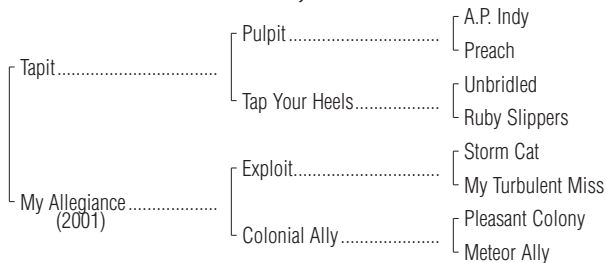 A.P. Indy
Pulpit
Preach
Tapit
Unbridled
Tap Your Heels
Ruby Slippers
Storm Cat
Exploit
My Turbulent Miss
My Allegiance
(2001)
Pleasant Colony
Colonial Ally
Meteor Ally